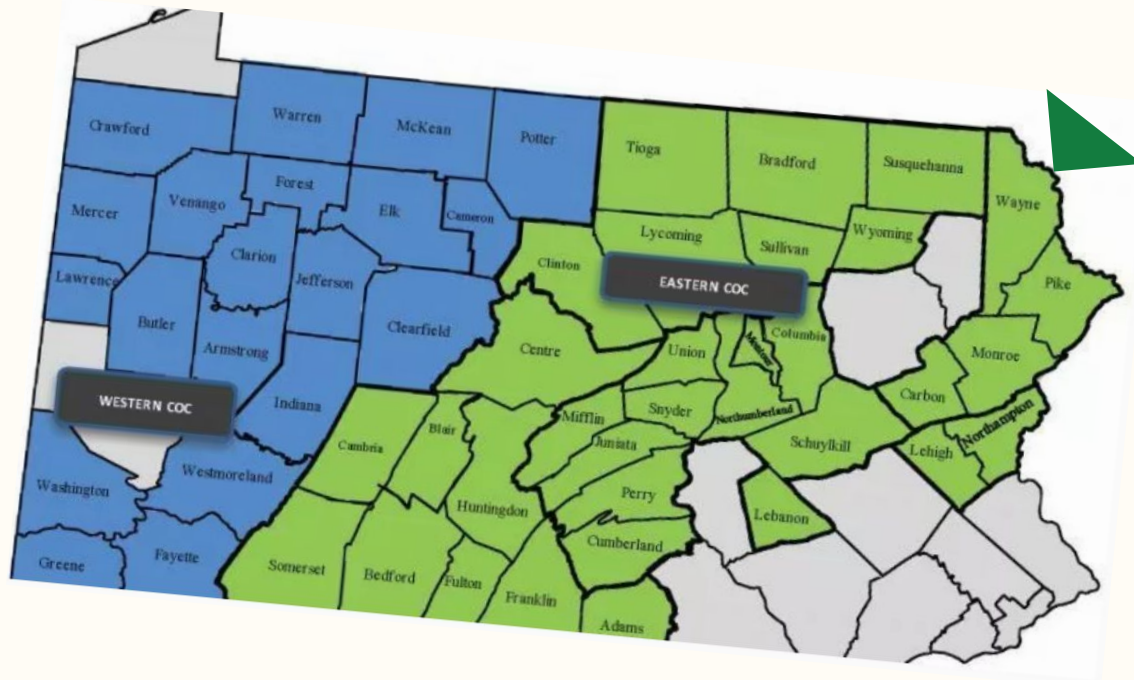 Crawford
Warren
McKean
Potter
Tioga
Bradford
Susquehanna
Wayne
Mercer
Venango
Forest
Elk
Cameron
Lycoming
Sullivan
Wyoming
Pike
Lawrence
Clarion
Jefferson
Clinton
EASTERN COC
Butler
Armstrong
Clearfield
Centre
Union
Montour
Columbia
Monroe
WESTERN COC
Indiana
Mifflin
Snyder
Northumberland
Carbon
Northampton
Cambria
Blair
Juniata
Schuylkill
Lehigh
Washington
Westmoreland
Huntingdon
Perry
Lebanon
Greene
Fayette
Somerset
Bedford
Fulton
Cumberland
Franklin
Adams